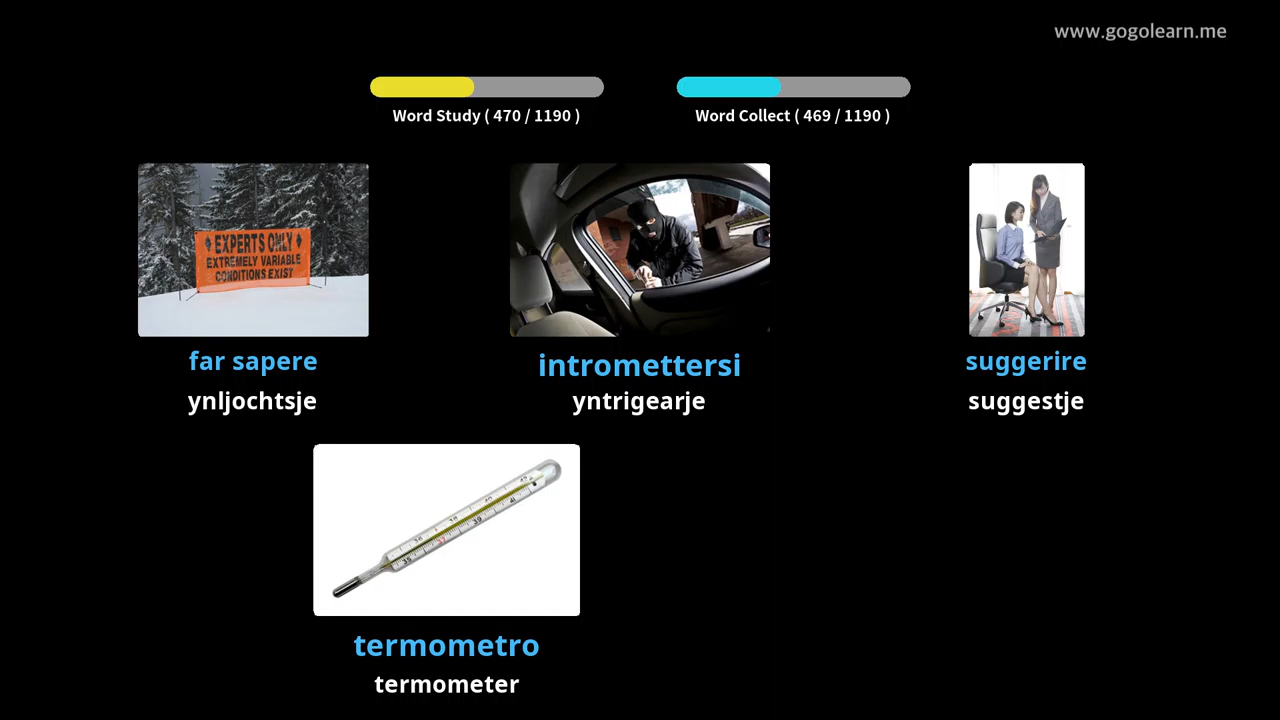 www.gogolearn.me
Word Study ( 470 / 1190 )
Word Collect ( 469 / 1190 )
EXPERTS ONLY
EXTREMELY VARIABLE
CONDITIONS EXIST
far sapere
intromettersi
suggerire
ynljochtsje
yntrigearje
suggestje
termometro
termometer